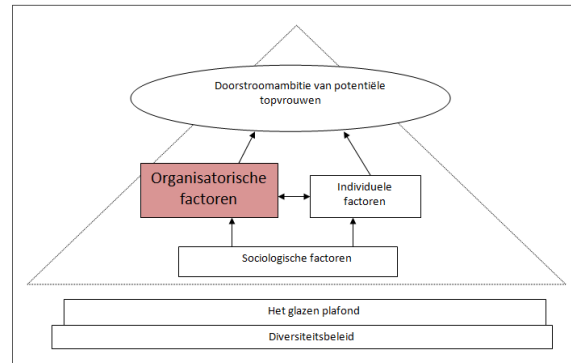 Doorstroomambitie van potentiële
topvrouwen
Organisatorische
factoren
Individuele
factoren
Sociologische factoren
Het glazen plafond
Diversiteitsbeleid